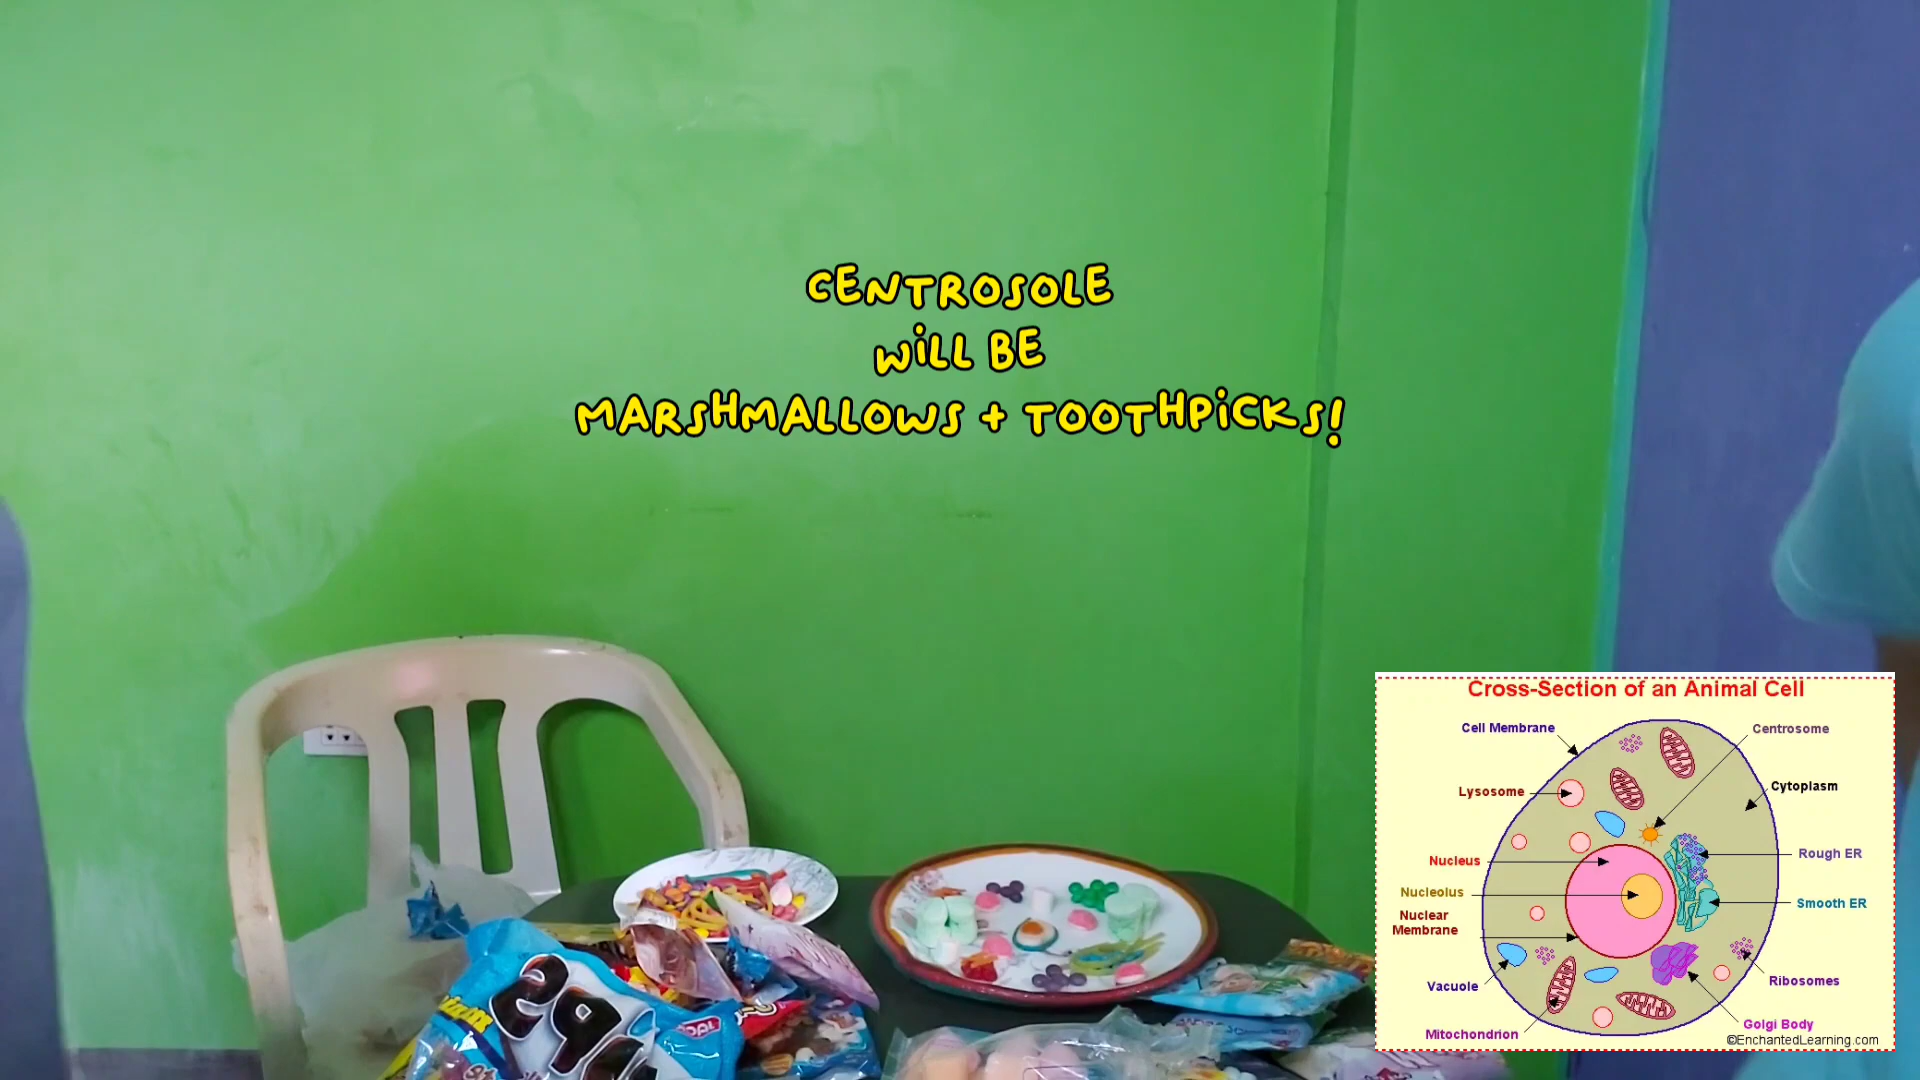 CENTROSOLE
WiLL BE
MARSHMALLOWS + TOOTHPiCKS!
Cross-Section of an Animal Cell
Cell Membrane
Centrosome
Lysosome
Cytoplasm
Nucleus
Rough ER
Nucleolus
Smooth ER
Nuclear
Membrane
Vacuole
Ribosomes
Mitochondrion
Golgi Body
©EnchantedLearning.com